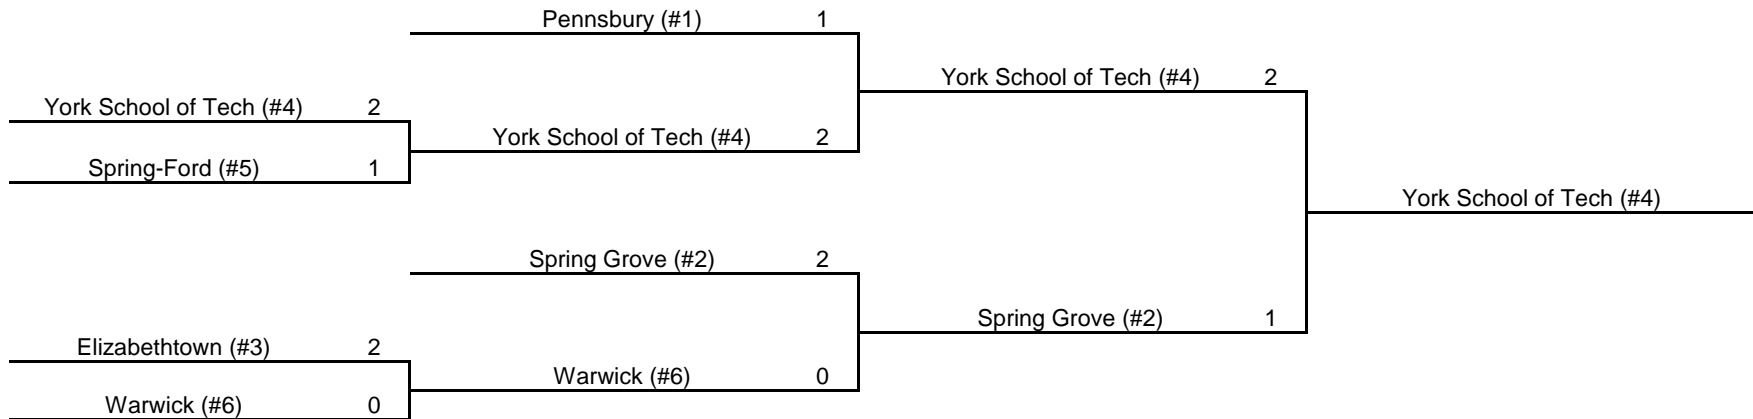 Pennsbury (#1) 1
York School of Tech (#4) 2
York School of Tech (#4) 2
York School of Tech (#4) 2
Spring-Ford (#5) 1
York School of Tech (#4)
Spring Grove (#2) 2
Spring Grove (#2) 1
Elizabethtown (#3) 2
Warwick (#6) 0
Warwick (#6) 0